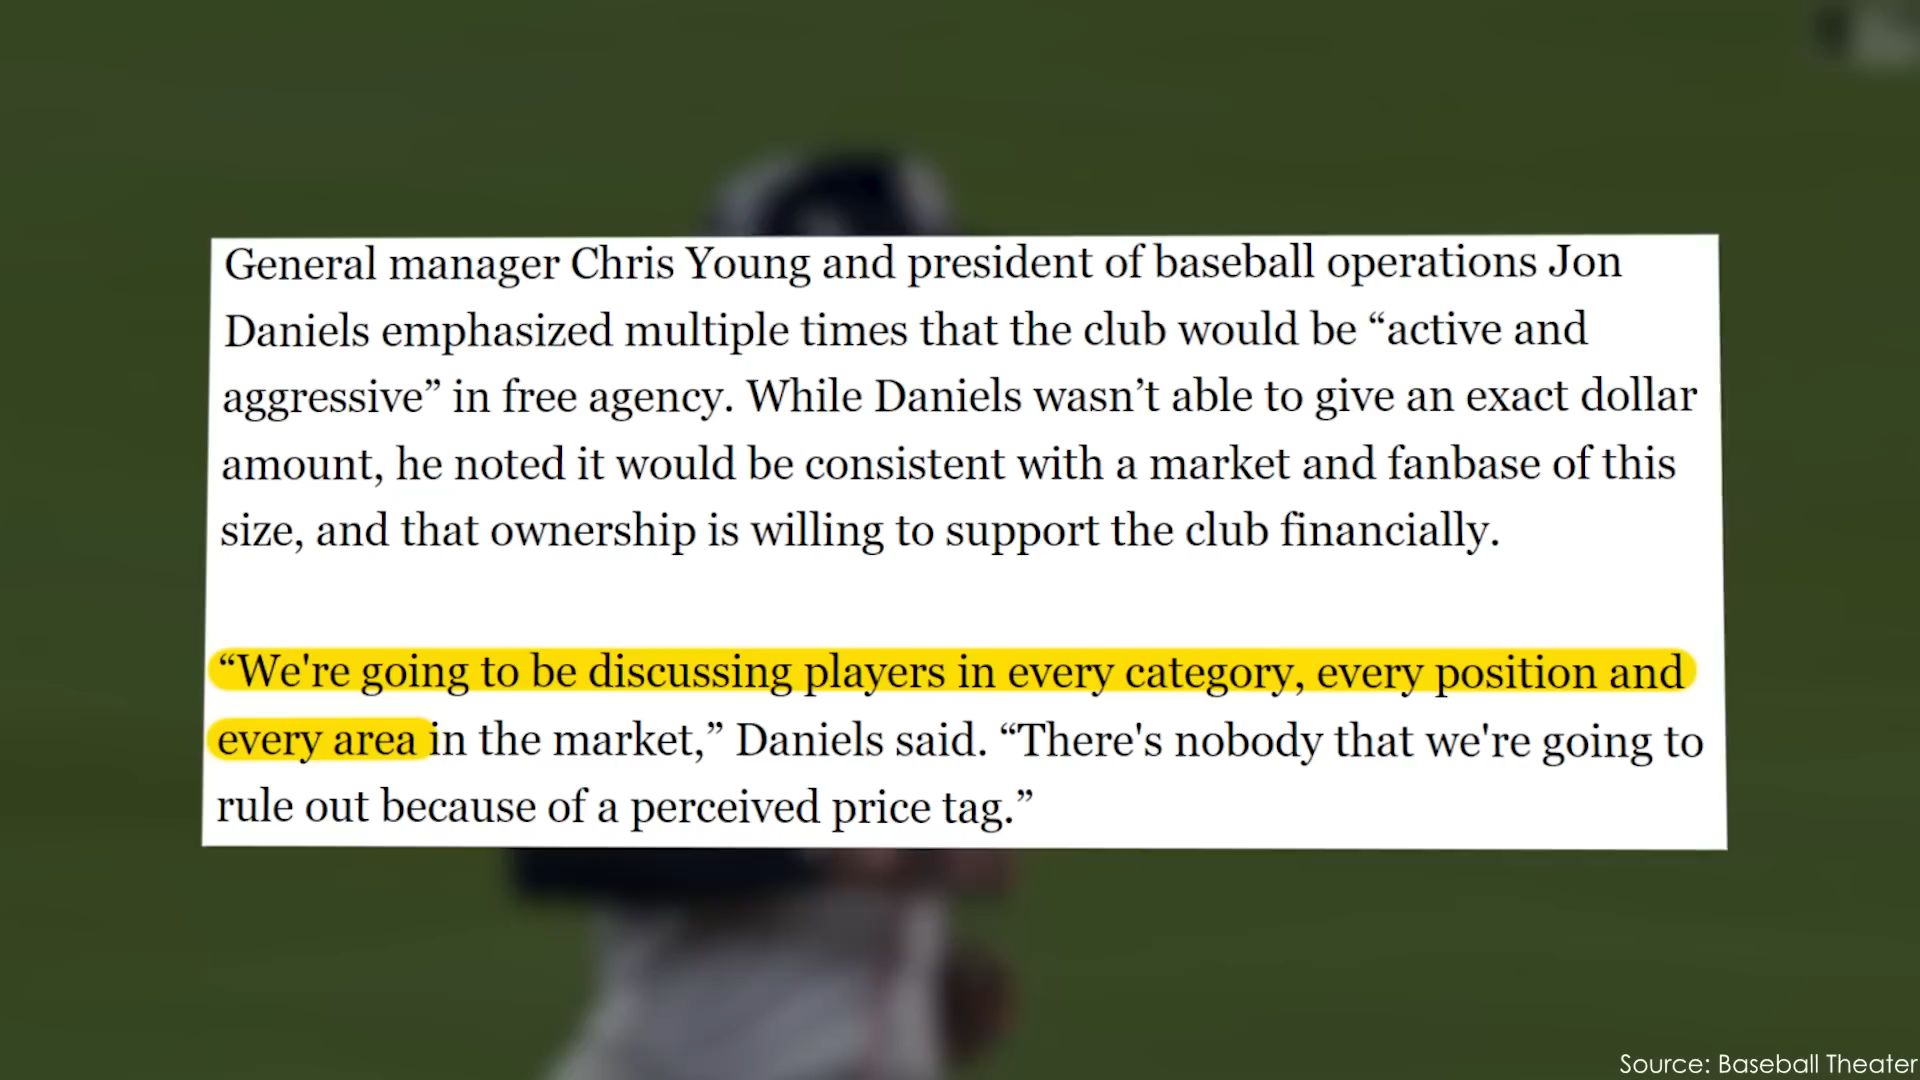 General manager Chris Young and president of baseball operations Jon
Daniels emphasized multiple times that the club would be “active and
aggressive” in free agency. While Daniels wasn’t able to give an exact dollar
amount, he noted it would be consistent with a market and fanbase of this
size, and that ownership is willing to support the club financially.
“We're going to be discussing players in every category, every position and
every area in the market,” Daniels said. “There's nobody that we're going to
rule out because of a perceived price tag.”
Source: Baseball Theater